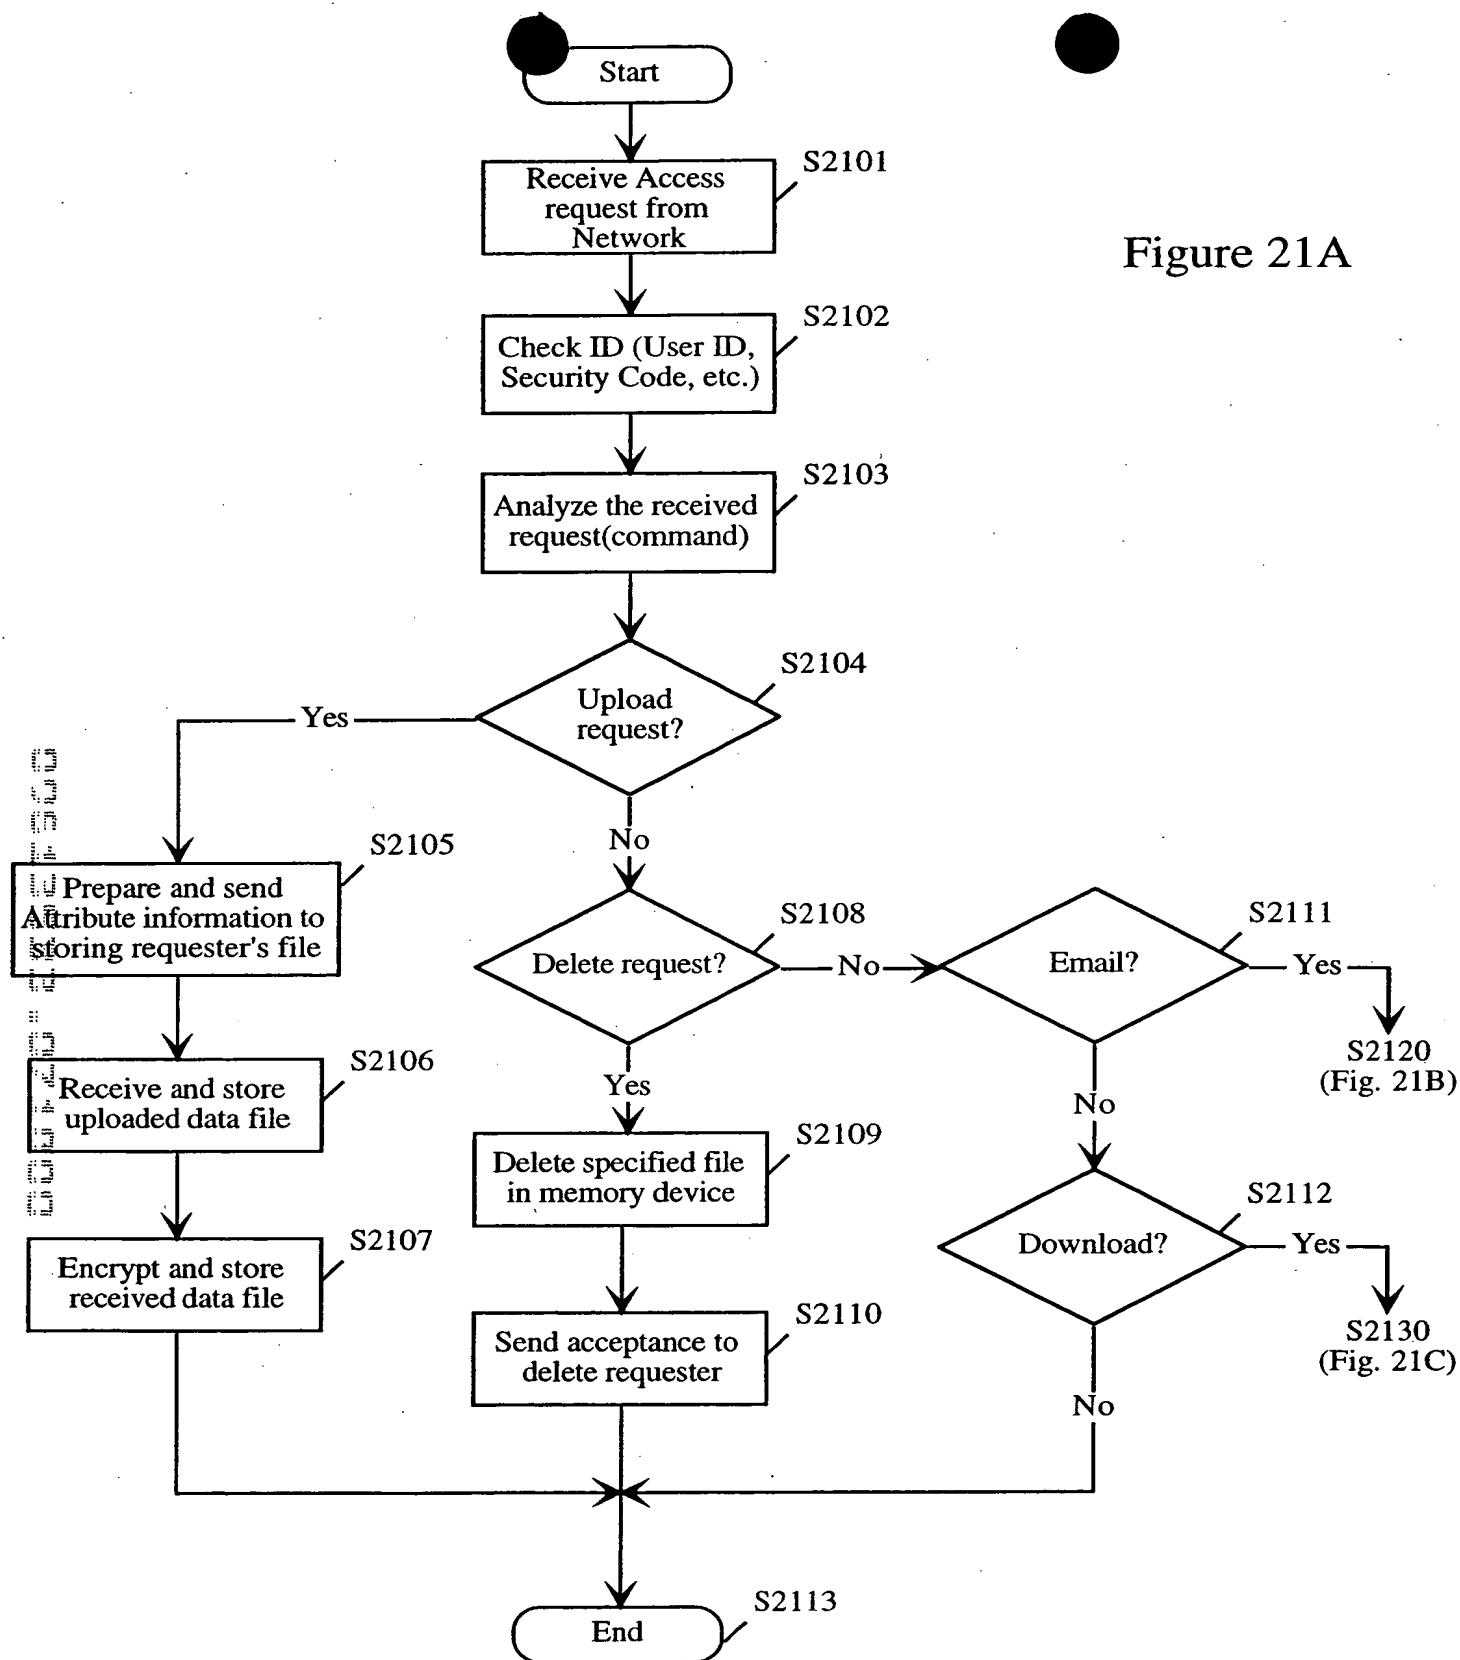 Start
S2101
Receive Access
request from
Network
Figure 21A
S2102
Check ID (User ID,
Security Code, etc.)
S2103
Analyze the received
request(command)
S2104
Upload
request?
Yes
No
S2105
Prepare and send
Attribute information to
storing requester's file
S2108
Delete request?
No
S2111
Email?
Yes
S2120
(Fig. 21B)
S2106
Receive and store
uploaded data file
Yes
No
S2109
Delete specified file
in memory device
S2112
Download?
Yes
S2130
(Fig. 21C)
S2107
Encrypt and store
received data file
S2110
Send acceptance to
delete requester
No
S2113
End